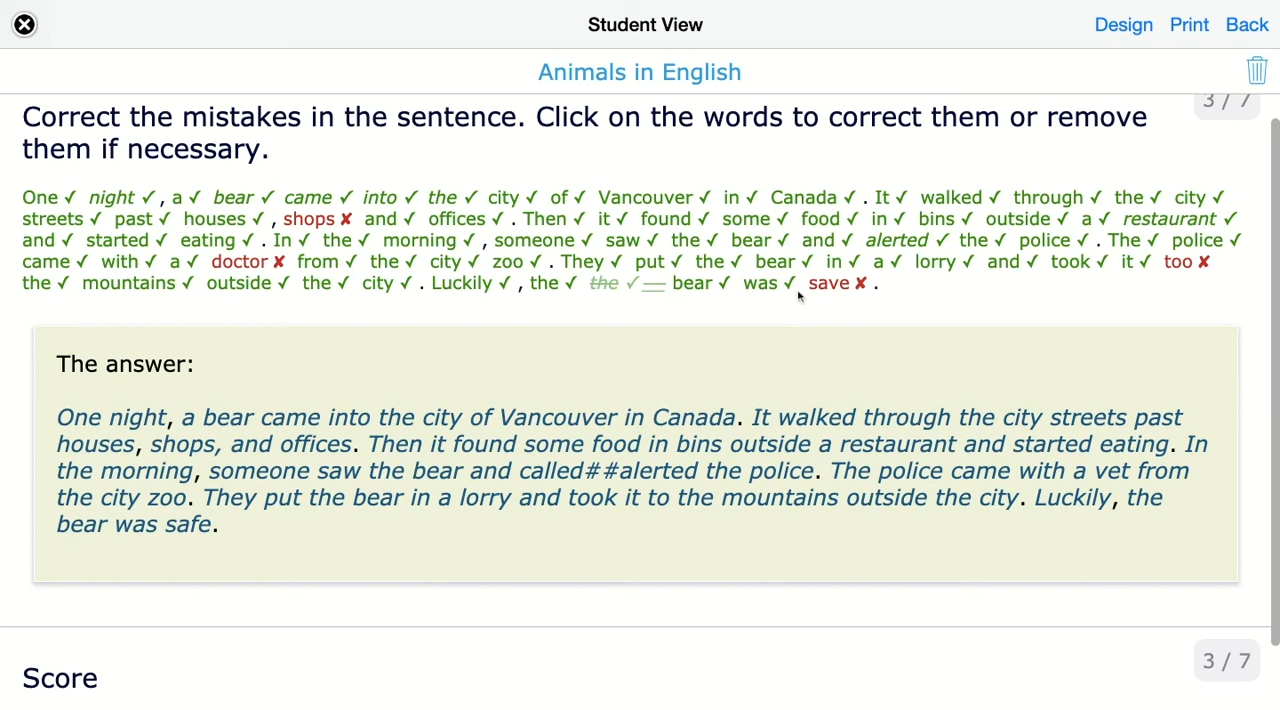 Student View
Design Print Back
Animals in English
3 / 7
Correct the mistakes in the sentence. Click on the words to correct them or remove
them if necessary.
One ✓ night ✓ , a ✓ bear ✓ came ✓ into ✓ the ✓ city ✓ of ✓ Vancouver ✓ in ✓ Canada ✓ . It ✓ walked ✓ through ✓ the ✓ city ✓
streets ✓ past ✓ houses ✓ , shops ✘ and ✓ offices ✓ . Then ✓ it ✓ found ✓ some ✓ food ✓ in ✓ bins ✓ outside ✓ a ✓ restaurant ✓
and ✓ started ✓ eating ✓ . In ✓ the ✓ morning ✓ , someone ✓ saw ✓ the ✓ bear ✓ and ✓ alerted ✓ the ✓ police ✓ . The ✓ police ✓
came ✓ with ✓ a ✓ doctor ✘ from ✓ the ✓ city ✓ zoo ✓ . They ✓ put ✓ the ✓ bear ✓ in ✓ a ✓ lorry ✓ and ✓ took ✓ it ✓ too ✘
the ✓ mountains ✓ outside ✓ the ✓ city ✓ . Luckily ✓ , the ✓ the ✓ __ bear ✓ was ✓ save ✘ .
The answer:
One night, a bear came into the city of Vancouver in Canada. It walked through the city streets past
houses, shops, and offices. Then it found some food in bins outside a restaurant and started eating. In
the morning, someone saw the bear and called##alerted the police. The police came with a vet from
the city zoo. They put the bear in a lorry and took it to the mountains outside the city. Luckily, the
bear was safe.
3 / 7
Score